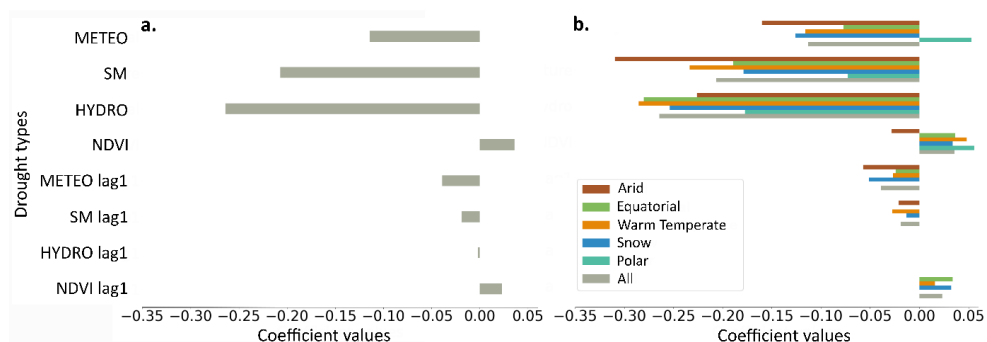 a.
b.
Drought types
METEO
SM
HYDRO
NDVI
METEO lag1
SM lag1
HYDRO lag1
NDVI lag1
−0.35 −0.30 −0.25 −0.20 −0.15 −0.10 −0.05 0.00 0.05
Coefficient values
Arid
Equatorial
Warm Temperate
Snow
Polar
All
−0.35 −0.30 −0.25 −0.20 −0.15 −0.10 −0.05 0.00 0.05
Coefficient values